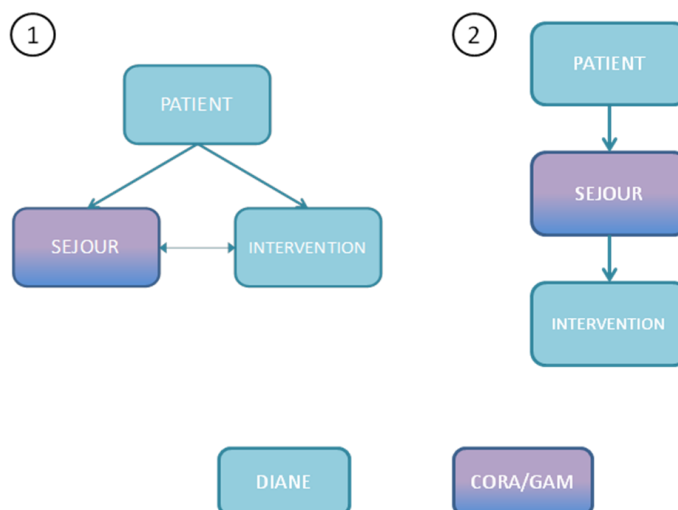 1
PATIENT
SEJOUR
INTERVENTION
2
PATIENT
SEJOUR
INTERVENTION
DIANE
CORA/GAM